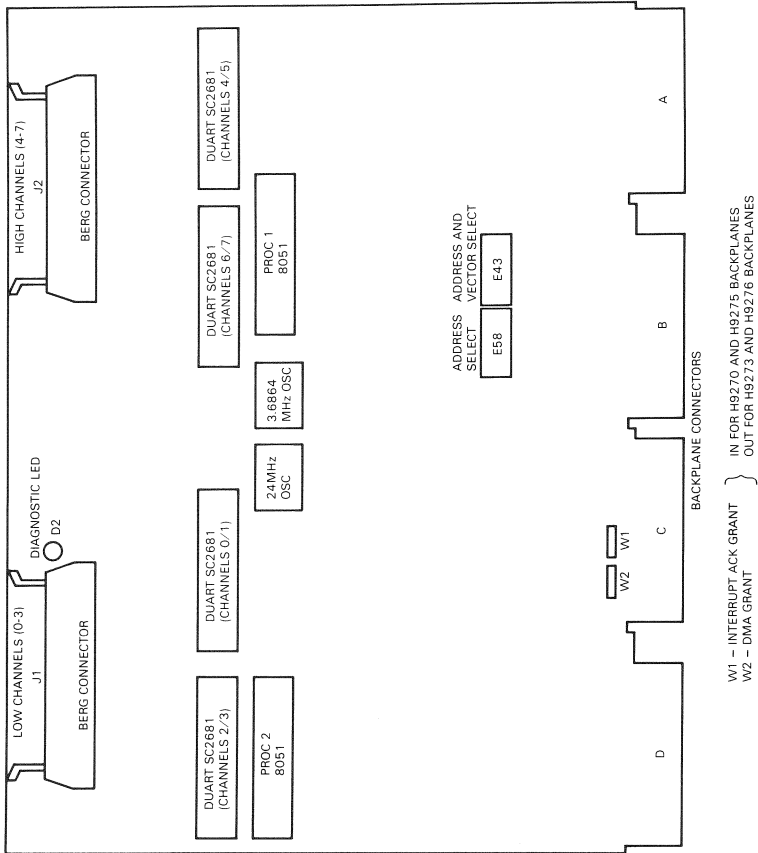 LOW CHANNELS (0-3)
J1
BERG CONNECTOR
DIAGNOSTIC LED
D2
HIGH CHANNELS (4-7)
J2
BERG CONNECTOR
DUART SC2681
(CHANNELS 2/3)
DUART SC2681
(CHANNELS 0/1)
DUART SC2681
(CHANNELS 6/7)
DUART SC2681
(CHANNELS 4/5)
PROC 2
8051
24MHz
OSC
3.6864
MHz OSC
PROC 1
8051
ADDRESS
SELECT
E58
ADDRESS AND
VECTOR SELECT
E43
W2
W1
D
C
B
A
BACKPLANE CONNECTORS
W1 – INTERRUPT ACK GRANT
W2 – DMA GRANT
IN FOR H9270 AND H9275 BACKPLANES
OUT FOR H9273 AND H9276 BACKPLANES